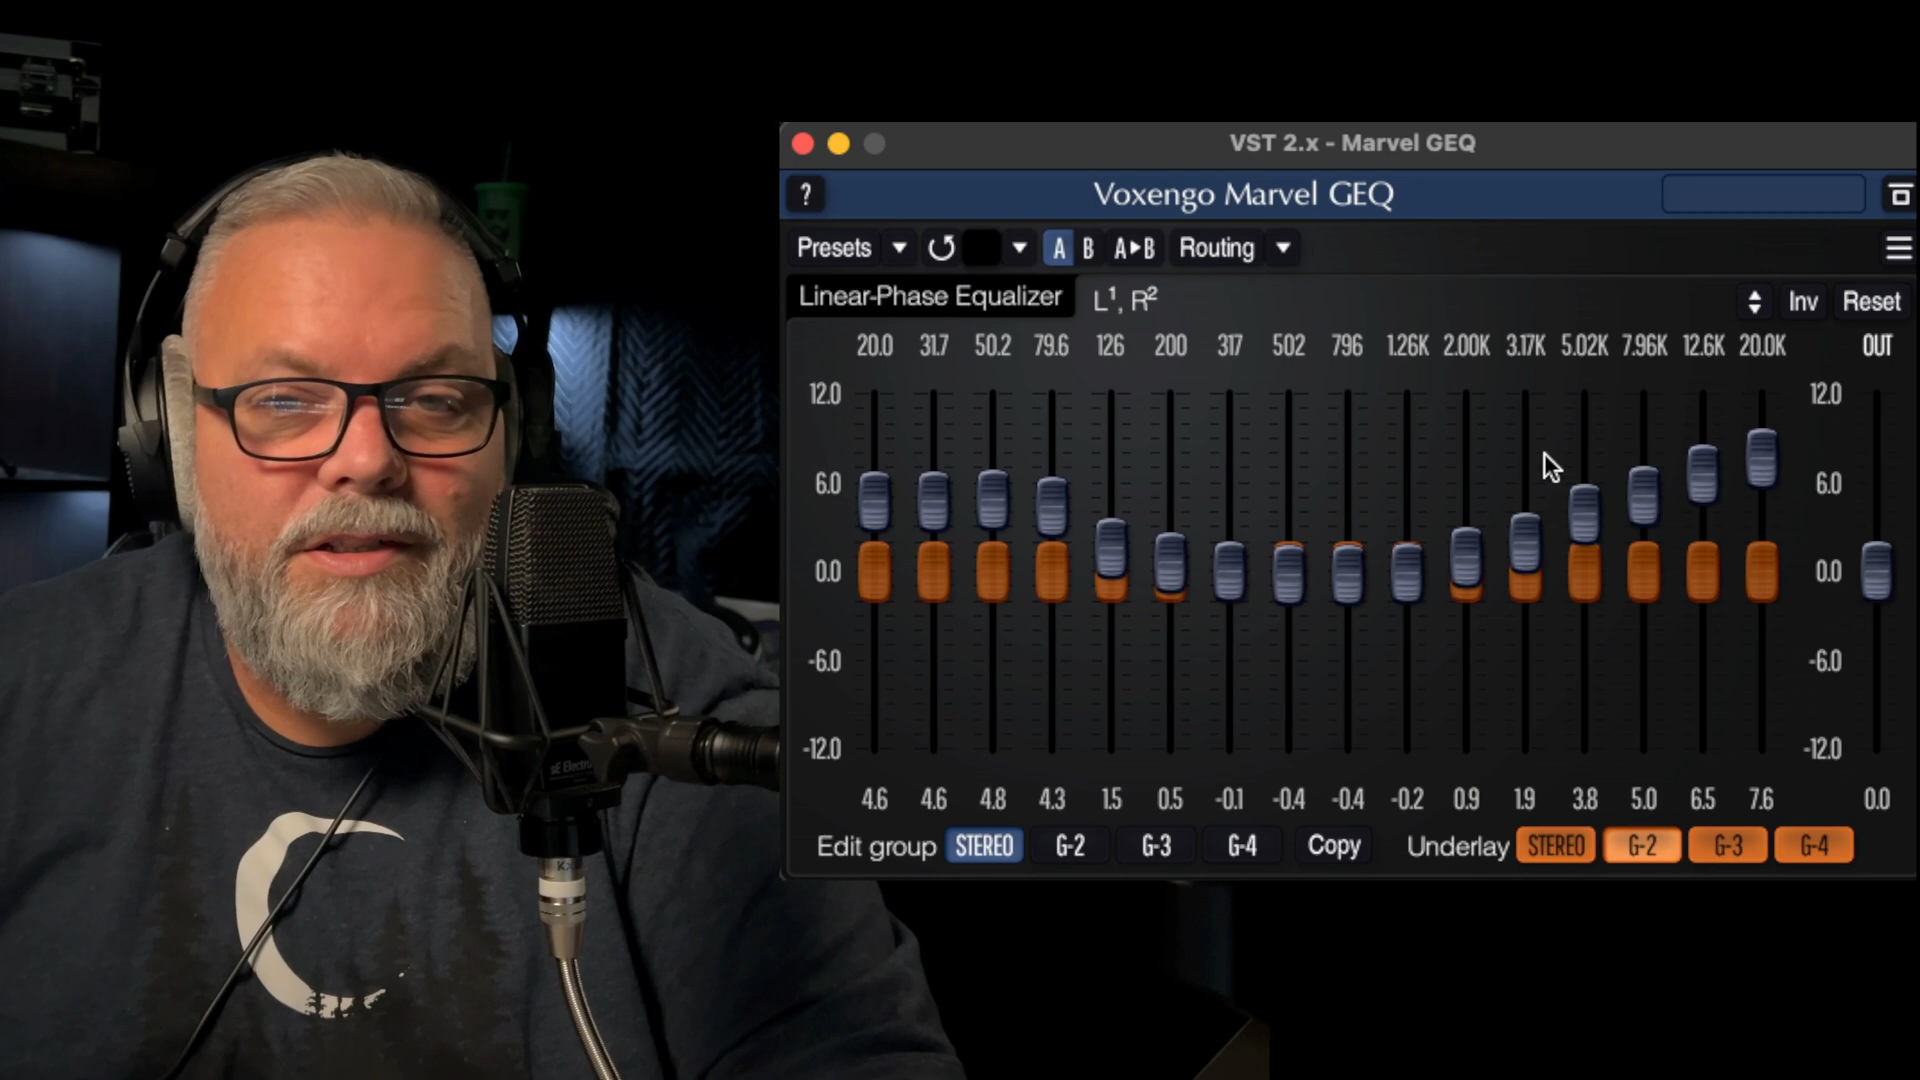 VST 2.x - Marvel GEQ
? Voxengo Marvel GEQ
Presets A B A▸B Routing
Linear-Phase Equalizer L¹, R² Inv Reset
20.0 31.7 50.2 79.6 126 200 317 502 796 1.26K 2.00K 3.17K 5.02K 7.96K 12.6K 20.0K OUT
12.0 12.0
6.0 6.0
0.0 0.0
-6.0 -6.0
-12.0 -12.0
4.6 4.6 4.8 4.3 1.5 0.5 -0.1 -0.4 -0.4 -0.2 0.9 1.9 3.8 5.0 6.5 7.6 0.0
Edit group STEREO G-2 G-3 G-4 Copy Underlay STEREO G-2 G-3 G-4